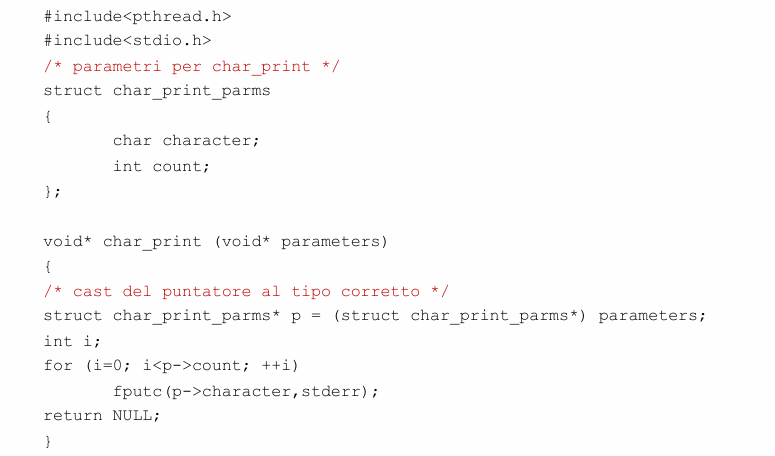 #include<pthread.h>
#include<stdio.h>
/* parametri per char_print */
struct char_print_parms
{
char character;
int count;
};
void* char_print (void* parameters)
{
/* cast del puntatore al tipo corretto */
struct char_print_parms* p = (struct char_print_parms*) parameters;
int i;
for (i=0; i<p->count; ++i)
fputc(p->character,stderr);
return NULL;
}